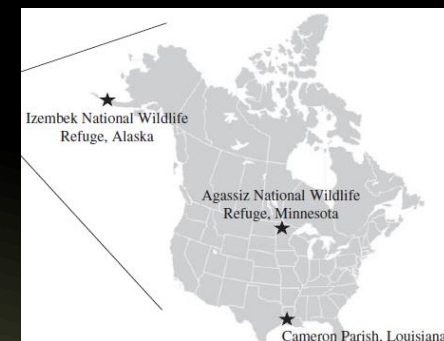 Izembek National Wildlife
Refuge, Alaska
Agassiz National Wildlife
Refuge, Minnesota
Cameron Parish, Louisiana